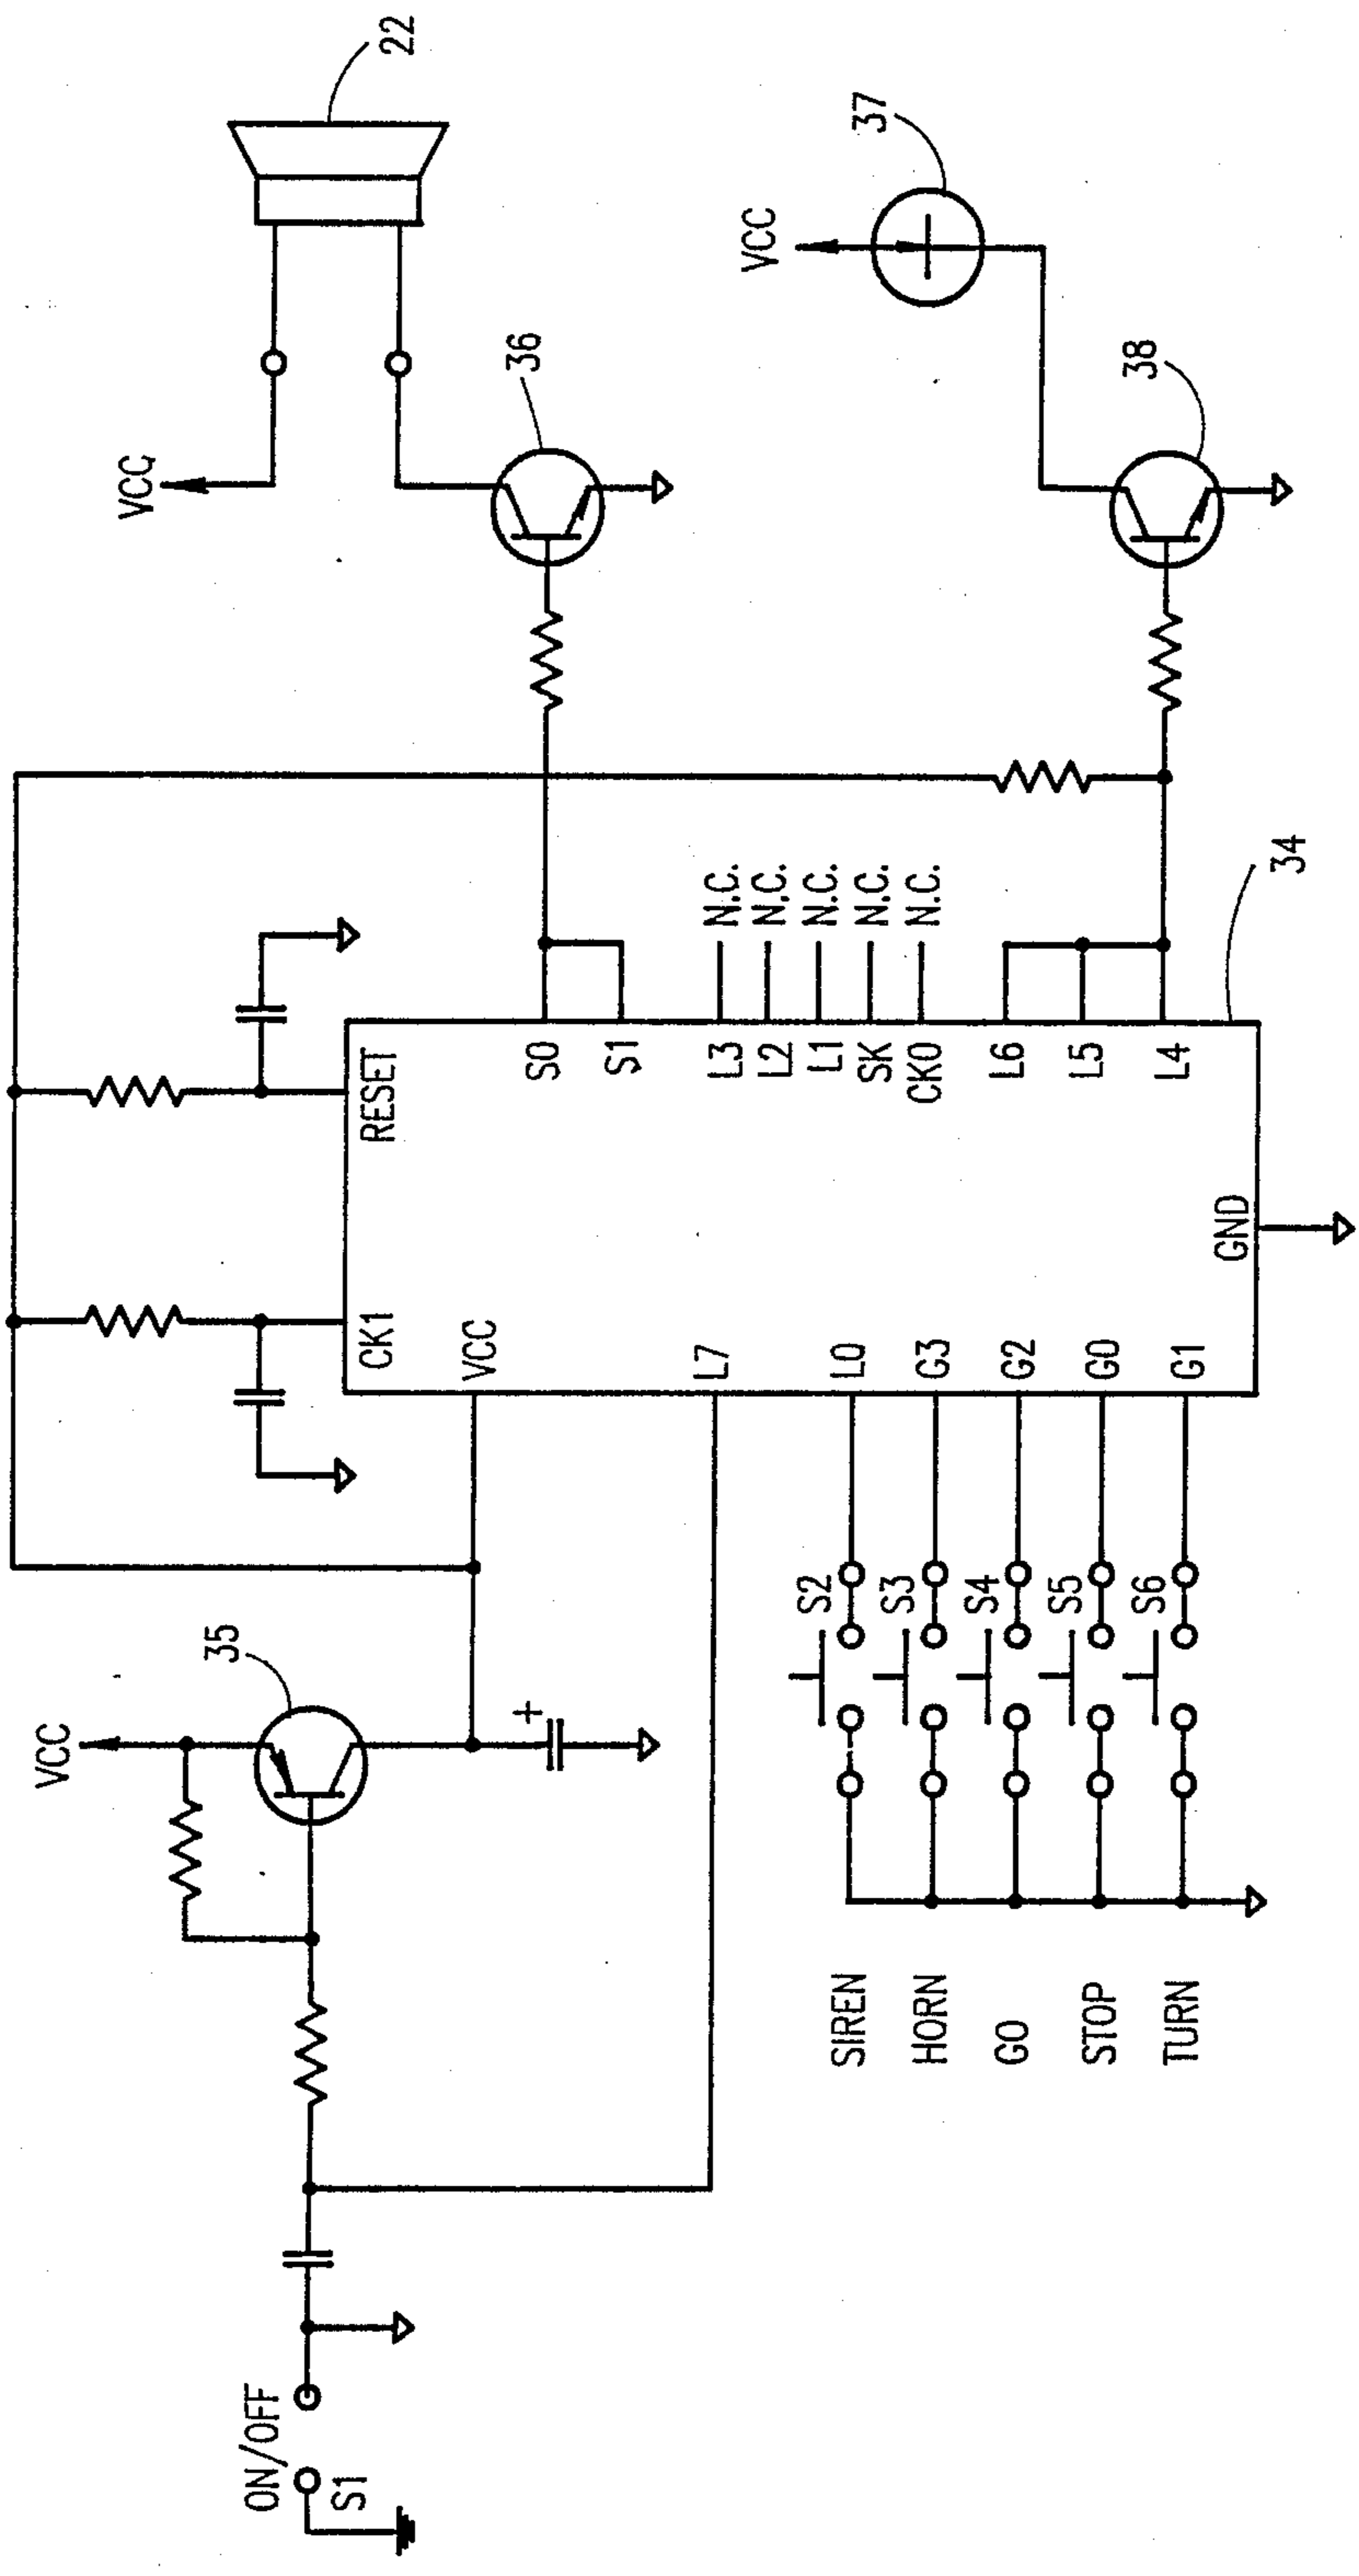 ON/OFF
S1
VCC
35
VCC
22
36
VCC
37
38
34
CK1
RESET
VCC
L7
L0
G3
G2
G0
G1
GND
S0
S1
L3 N.C.
L2 N.C.
L1 N.C.
SK N.C.
CKO N.C.
L6
L5
L4
+
SIREN S2
HORN S3
GO S4
STOP S5
TURN S6